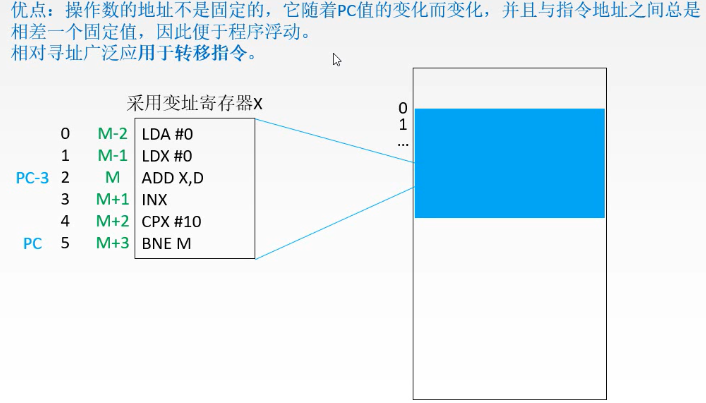 优点：操作数的地址不是固定的，它随着PC值的变化而变化，并且与指令地址之间总是
相差一个固定值，因此便于程序浮动。
相对寻址广泛应用于转移指令。
采用变址寄存器X
0 M-2 LDA #0
1 M-1 LDX #0
PC-3 2 M ADD X,D
3 M+1 INX
4 M+2 CPX #10
PC 5 M+3 BNE M
0
1
...